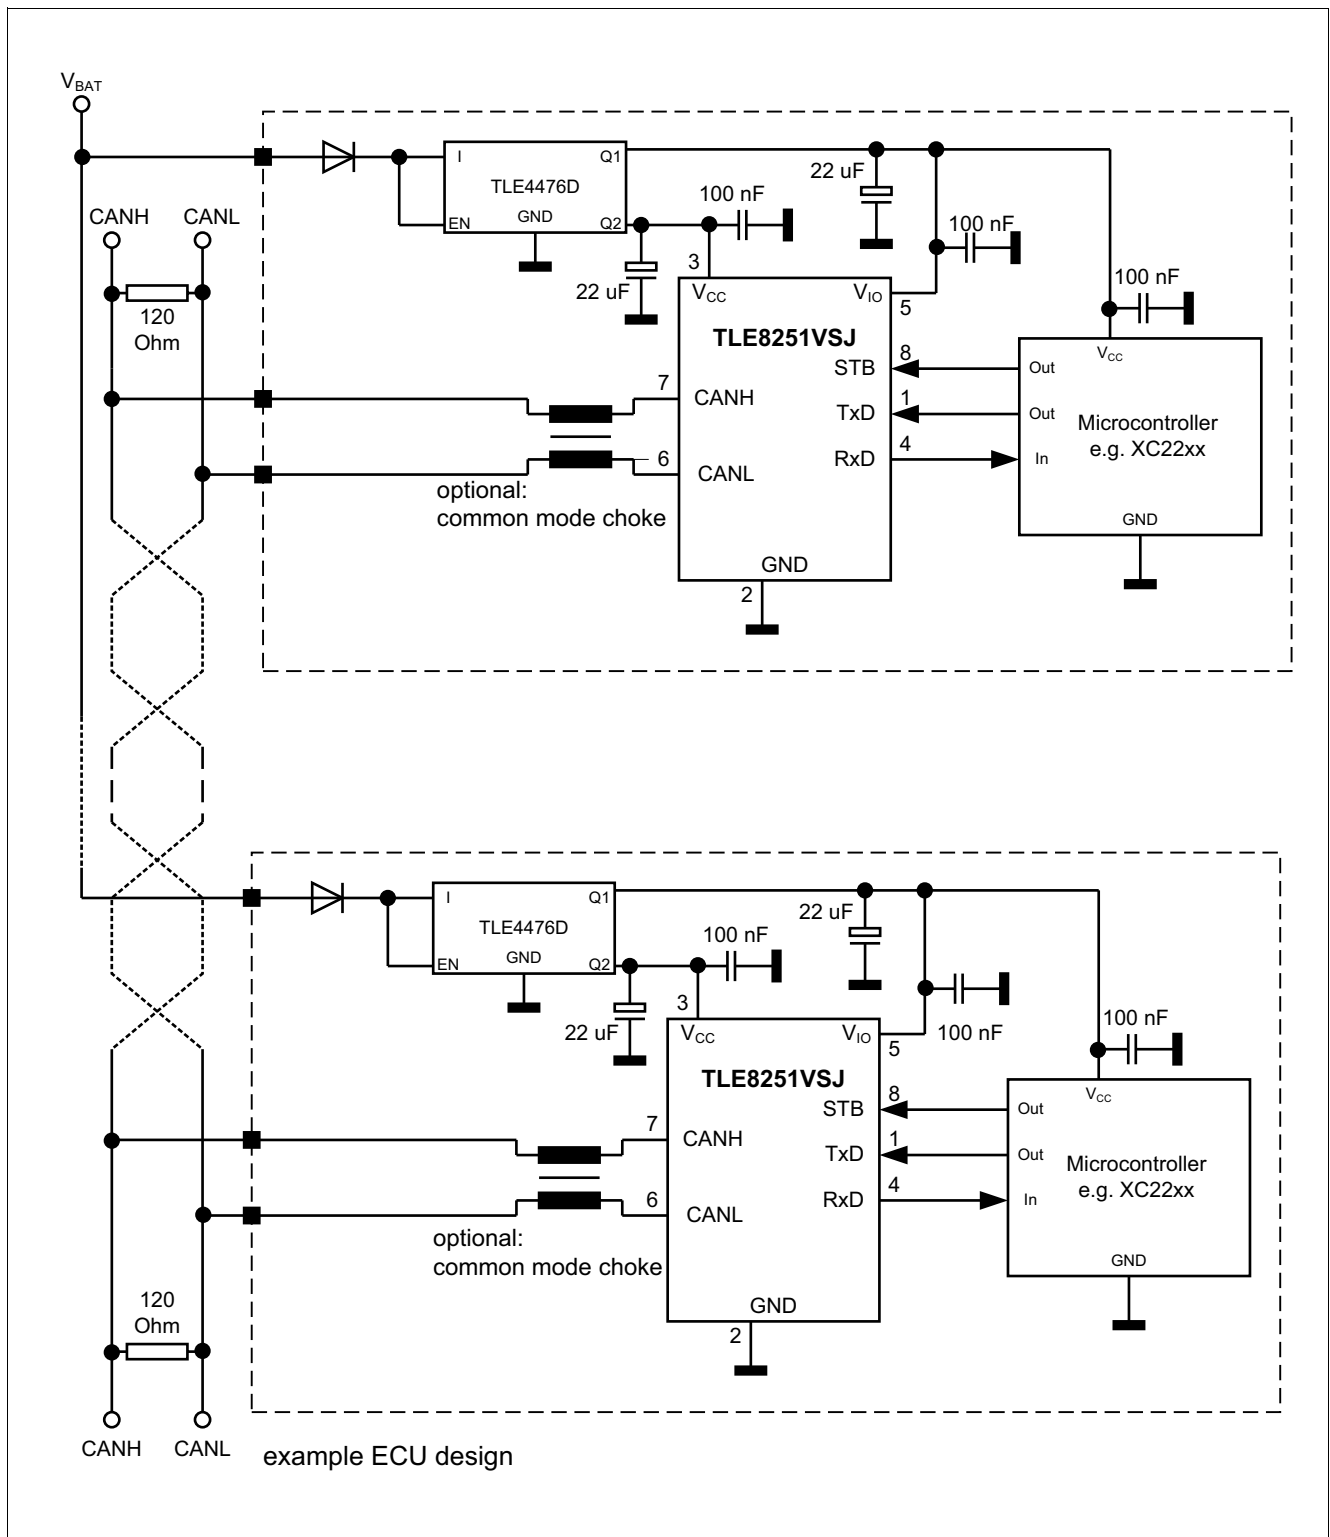 V_BAT
CANH
CANL
120
Ohm
I
Q1
TLE4476D
EN
GND
Q2
22 uF
100 nF
22 uF
100 nF
100 nF
3
V_CC
V_IO
5
TLE8251VSJ
STB
8
Out
V_CC
7
CANH
TxD
1
Out
Microcontroller
e.g. XC22xx
6
CANL
RxD
4
In
optional:
common mode choke
GND
2
GND
I
Q1
TLE4476D
EN
GND
Q2
22 uF
100 nF
22 uF
100 nF
100 nF
3
V_CC
V_IO
5
TLE8251VSJ
STB
8
Out
V_CC
7
CANH
TxD
1
Out
Microcontroller
e.g. XC22xx
6
CANL
RxD
4
In
optional:
common mode choke
GND
2
GND
120
Ohm
CANH
CANL
example ECU design